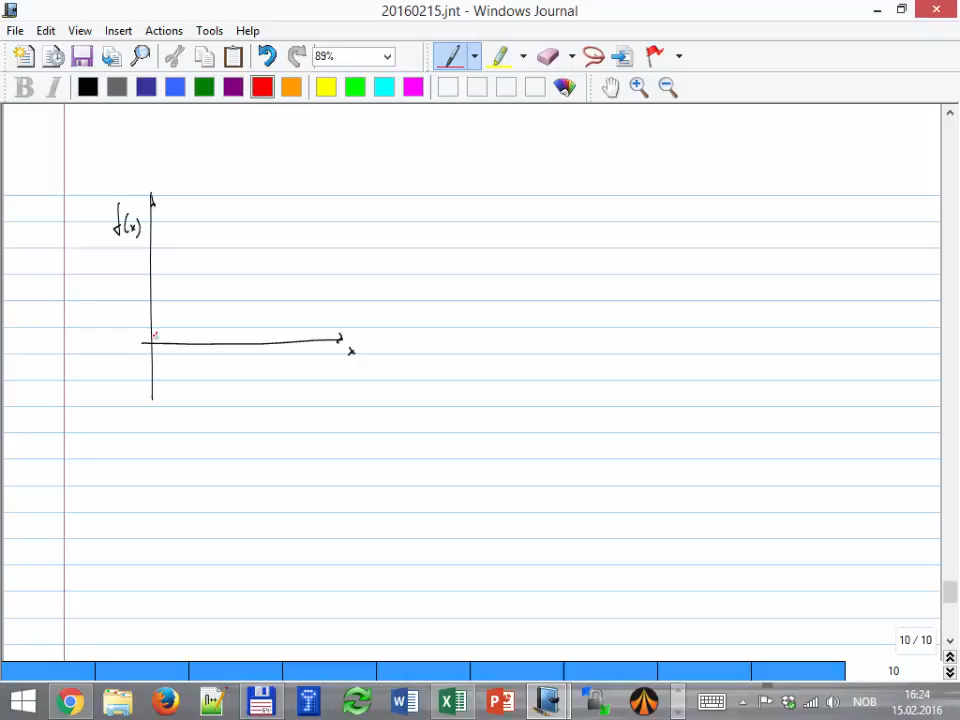 20160215.jnt - Windows Journal
File Edit View Insert Actions Tools Help
89%
B I
f(x)
x
10 / 10
10
NOB
16:24
15.02.2016